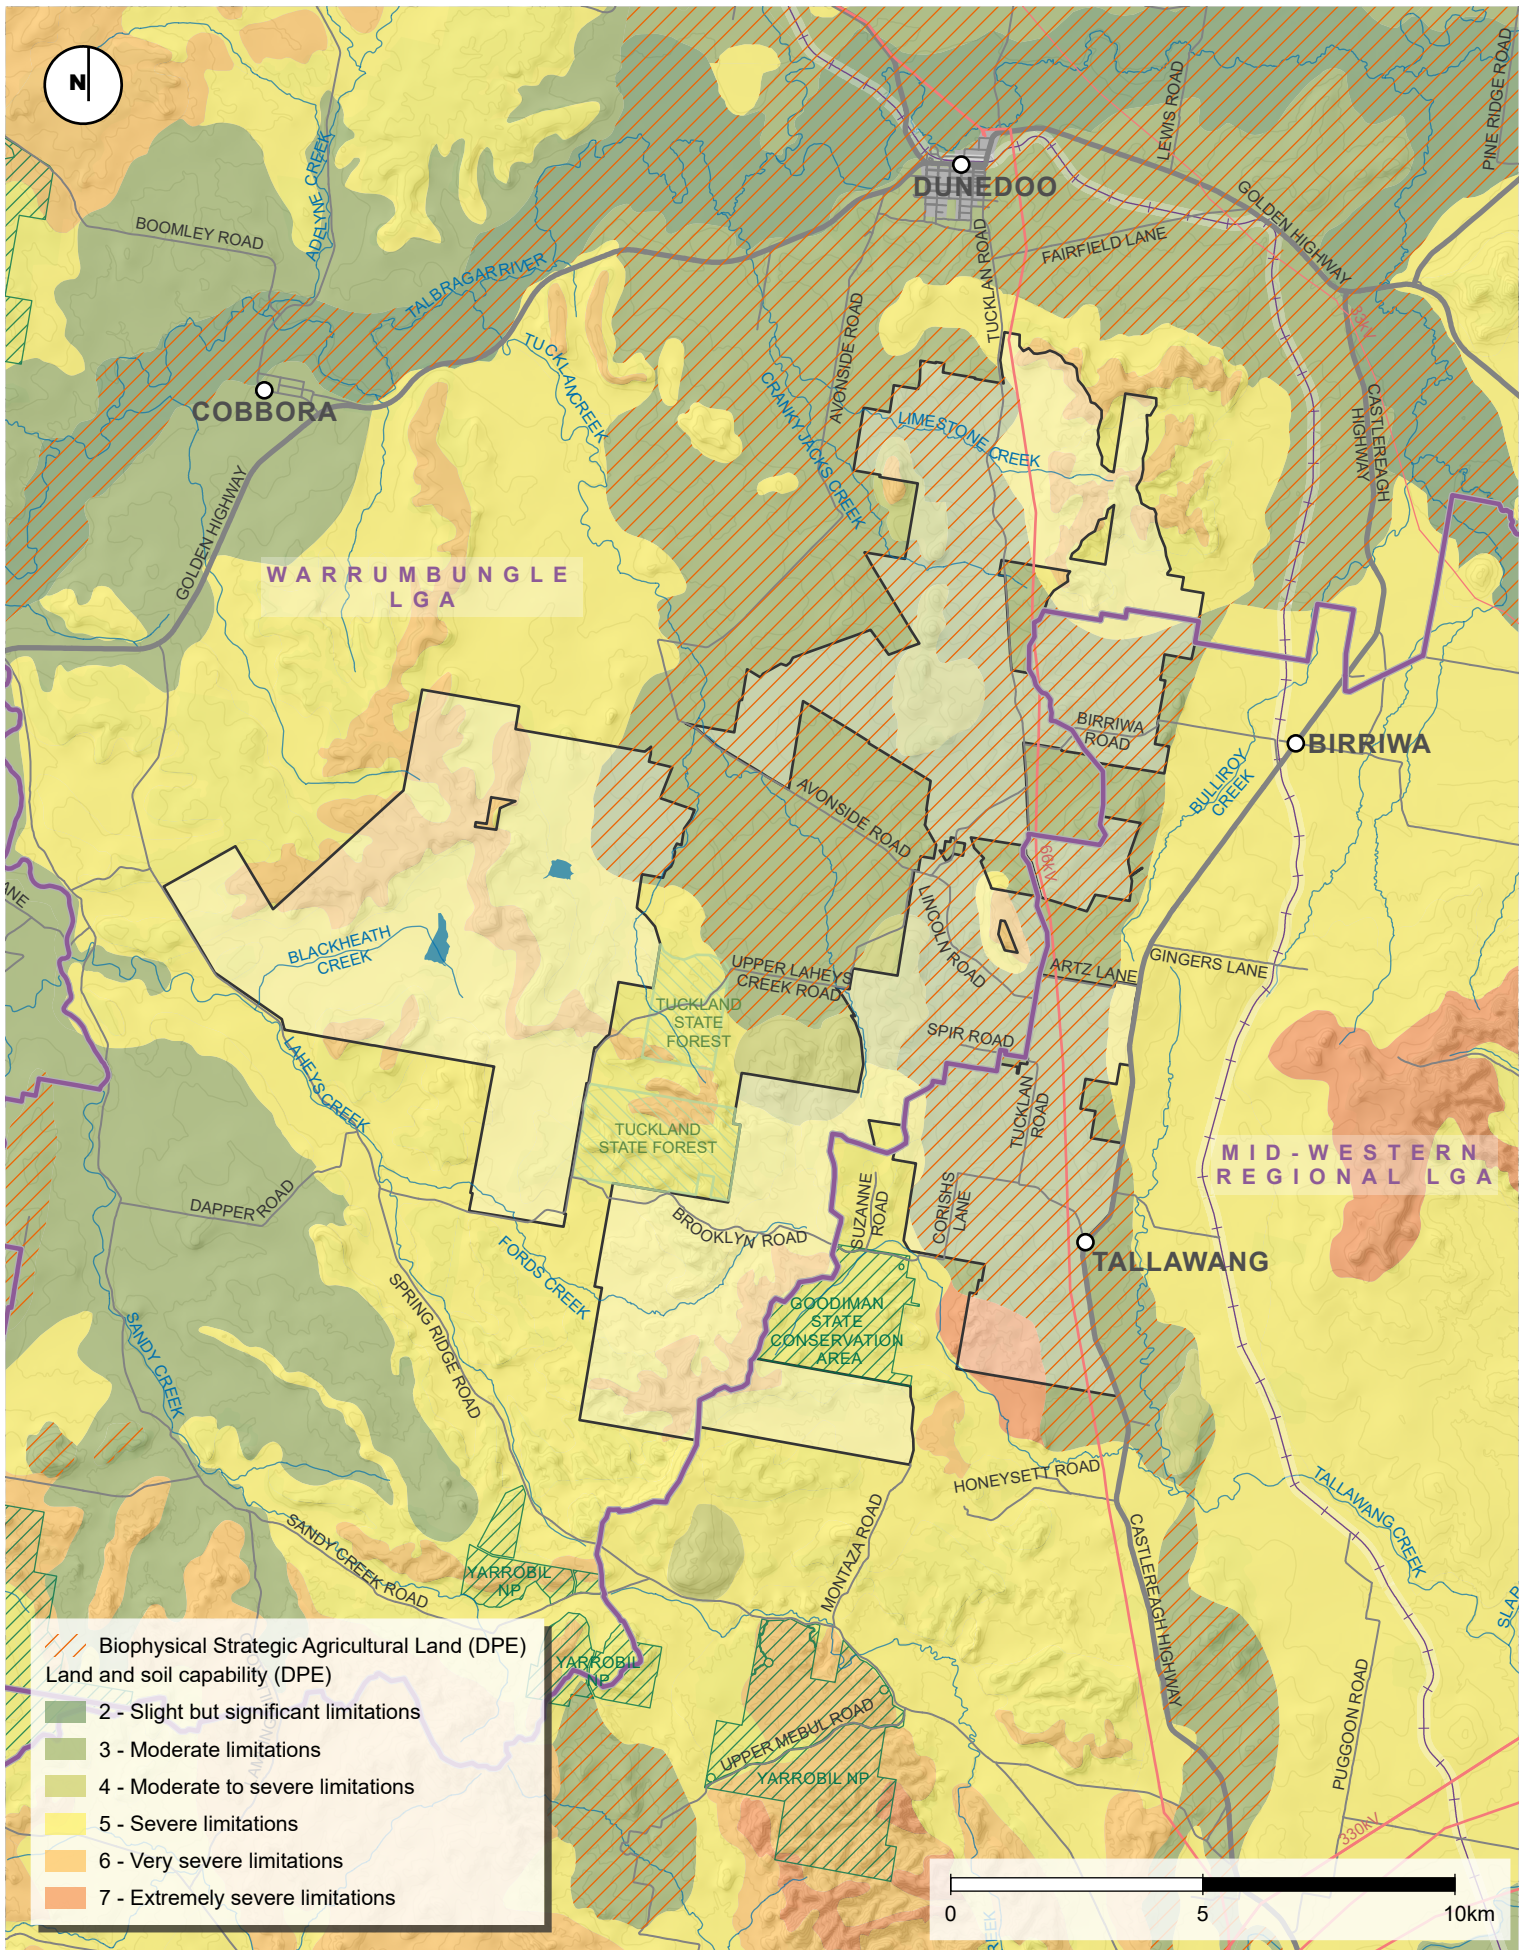 N
PINE RIDGE ROAD
LEWIS ROAD
ADELYNE CREEK
DUNEDOO
BOOMLEY ROAD
GOLDEN HIGHWAY
FAIRFIELD LANE
TUCKLAN ROAD
TALBRAGAR RIVER
AVONSIDE ROAD
33kV
TUCKLAN CREEK
CRANKY JACKS CREEK
COBBORA
LIMESTONE CREEK
CASTLEREAGH
HIGHWAY
GOLDEN HIGHWAY
WARRUMBUNGLE
LGA
BIRRIWA
ROAD
BIRRIWA
BULLIROY
CREEK
AVONSIDE ROAD
66kV
ANE
LINCOLN ROAD
BLACKHEATH
CREEK
UPPER LAHEYS
CREEK ROAD
ARTZ LANE
GINGERS LANE
TUCKLAND
STATE
FOREST
SPIR ROAD
LAHEYS CREEK
TUCKLAN
ROAD
TUCKLAND
STATE FOREST
MID-WESTERN
REGIONAL LGA
DAPPER ROAD
SUZANNE
ROAD
CORISHS
LANE
BROOKLYN ROAD
TALLAWANG
FORDS CREEK
SPRING RIDGE ROAD
GOODIMAN
STATE
CONSERVATION
AREA
SANDY CREEK
HONEYSETT ROAD
TALLAWANG CREEK
MONTAZA ROAD
SANDY CREEK ROAD
CASTLEREAGH HIGHWAY
YARROBIL
NP
SLAP
YARROBIL
NP
PUGGOON ROAD
UPPER MEBUL ROAD
YARROBIL NP
330kV
REEK
Biophysical Strategic Agricultural Land (DPE)
Land and soil capability (DPE)
2 - Slight but significant limitations
3 - Moderate limitations
4 - Moderate to severe limitations
5 - Severe limitations
6 - Very severe limitations
7 - Extremely severe limitations
0 5 10km